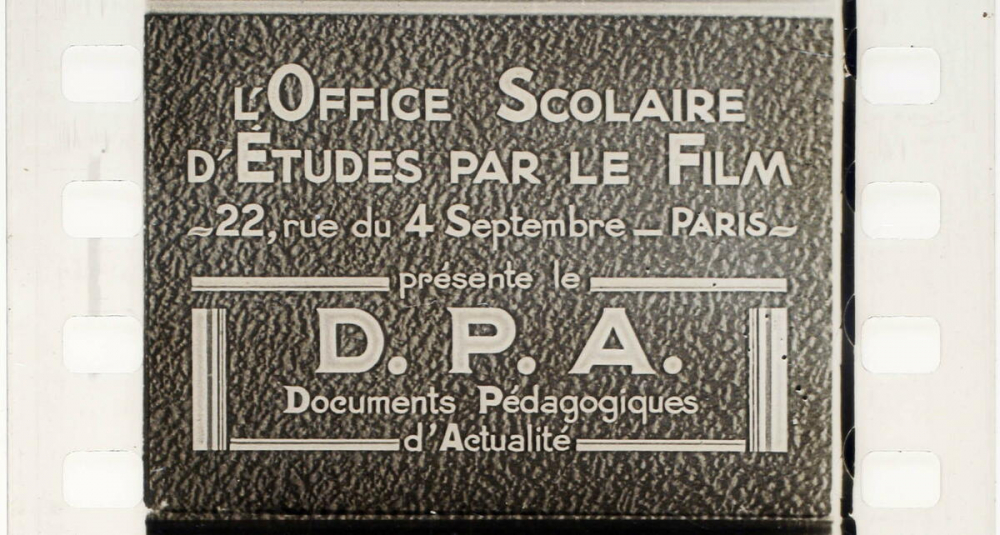 L'Office Scolaire
d'Études par le Film
~22, rue du 4 Septembre _ Paris~
présente le
D. P. A.
Documents Pédagogiques
d'Actualité